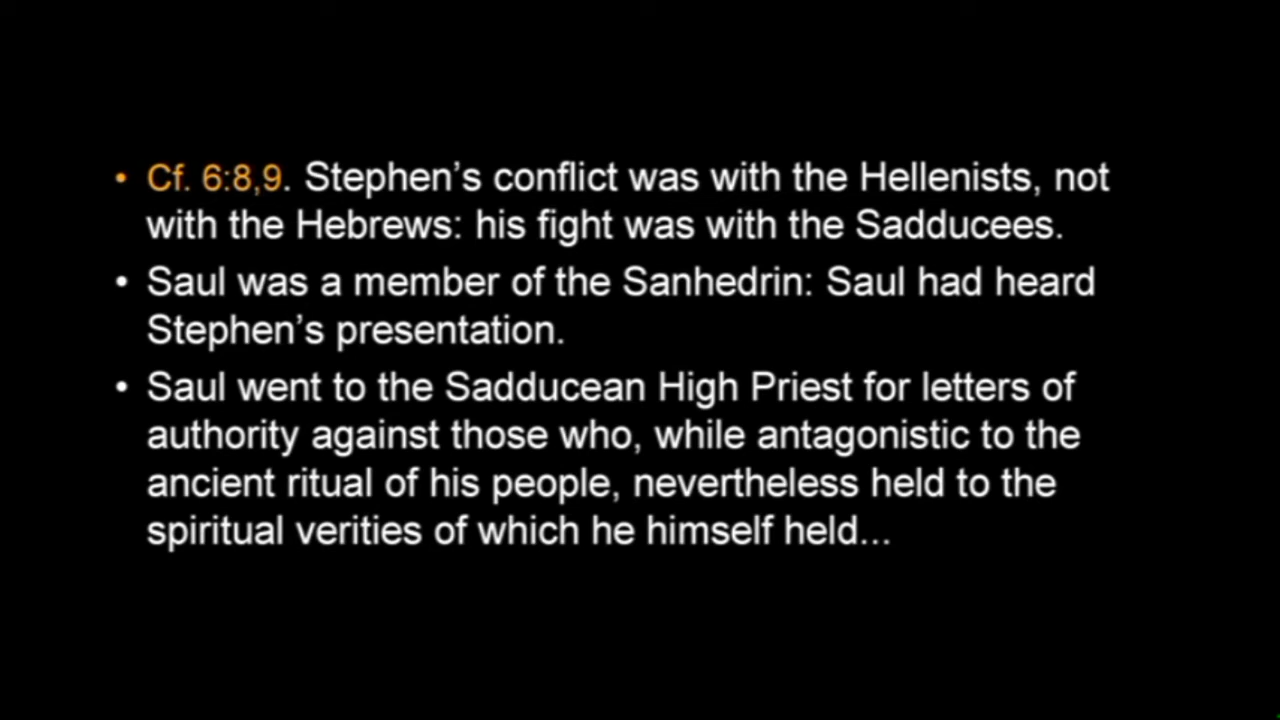 • Cf. 6:8,9. Stephen’s conflict was with the Hellenists, not
with the Hebrews: his fight was with the Sadducees.
• Saul was a member of the Sanhedrin: Saul had heard
Stephen’s presentation.
• Saul went to the Sadducean High Priest for letters of
authority against those who, while antagonistic to the
ancient ritual of his people, nevertheless held to the
spiritual verities of which he himself held...